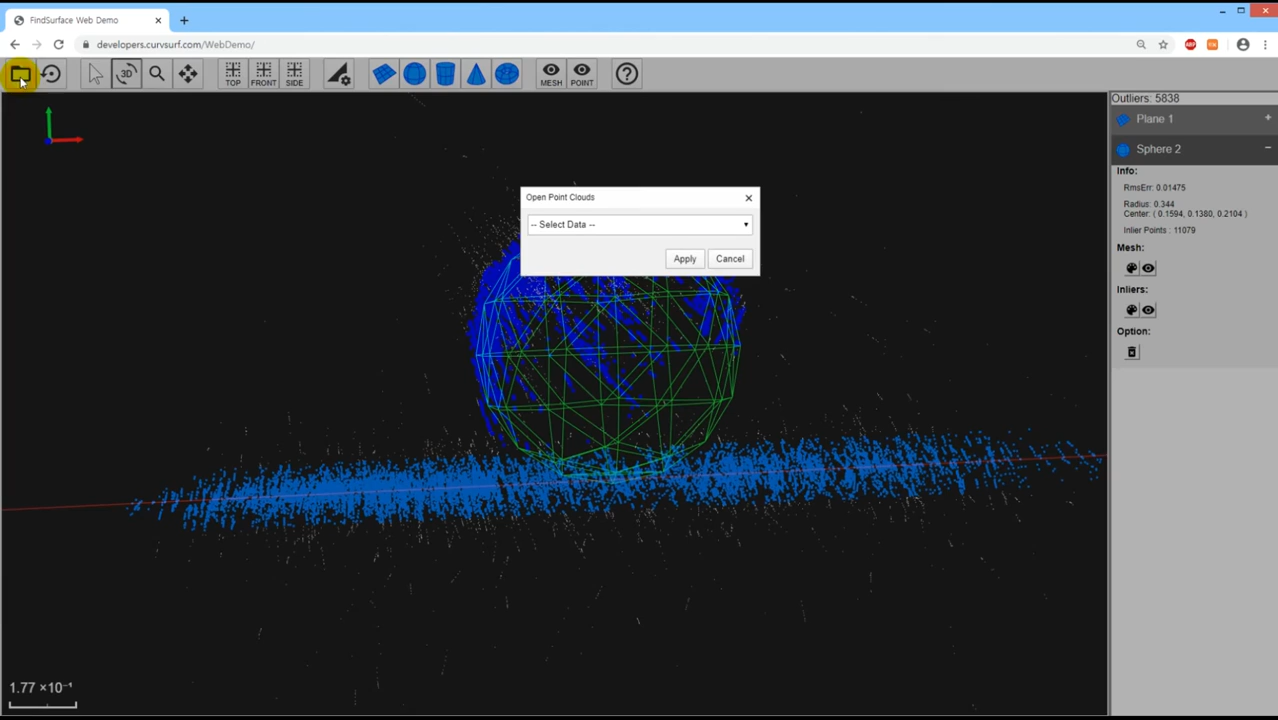 FindSurface Web Demo
developers.curvsurf.com/WebDemo/
ABP
3D
TOP
FRONT
SIDE
MESH
POINT
Outliers: 5838
Plane 1
Sphere 2
Info:
RmsErr: 0.01475
Radius: 0.344
Center: ( 0.1594, 0.1380, 0.2104 )
Inlier Points : 11079
Mesh:
Inliers:
Option:
Open Point Clouds
-- Select Data --
Apply Cancel
1.77 ×10⁻¹